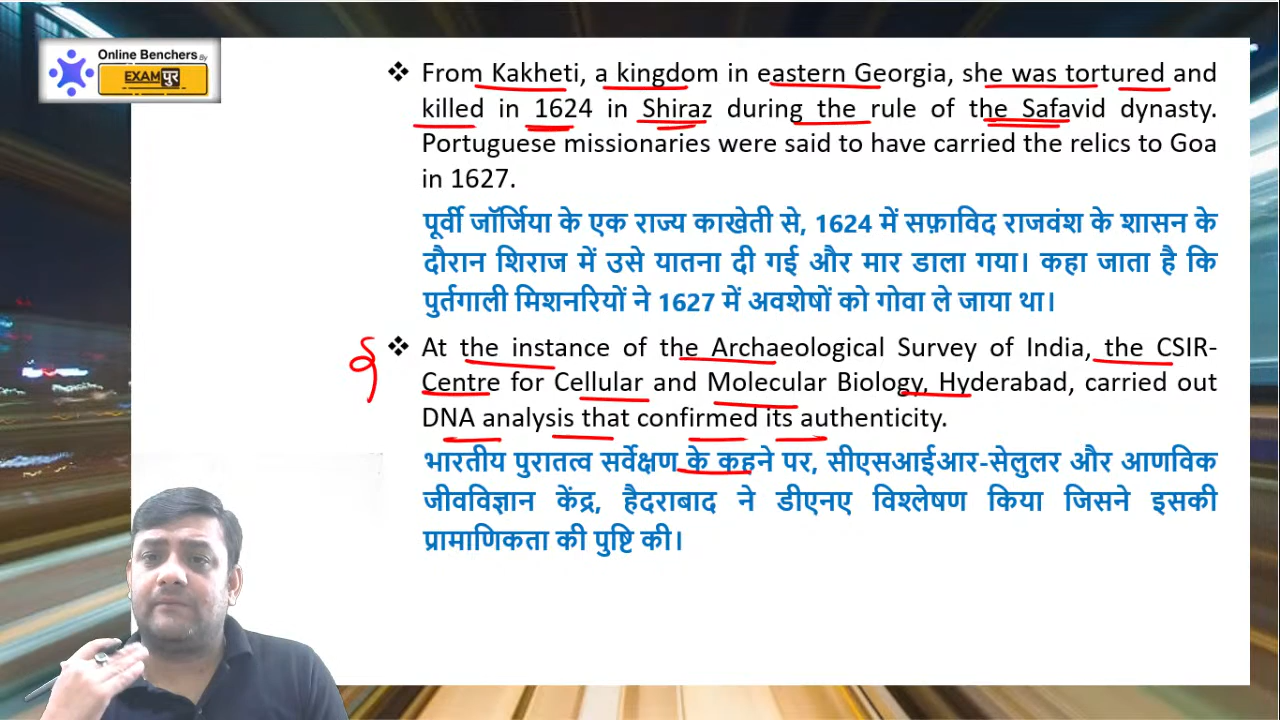 Online Benchers By
EXAMपुर
❖ From Kakheti, a kingdom in eastern Georgia, she was tortured and
killed in 1624 in Shiraz during the rule of the Safavid dynasty.
Portuguese missionaries were said to have carried the relics to Goa
in 1627.
पूर्वी जॉर्जिया के एक राज्य काखेती से, 1624 में सफ़ाविद राजवंश के शासन के
दौरान शिराज में उसे यातना दी गई और मार डाला गया। कहा जाता है कि
पुर्तगाली मिशनरियों ने 1627 में अवशेषों को गोवा ले जाया था।
❖ At the instance of the Archaeological Survey of India, the CSIR-
Centre for Cellular and Molecular Biology, Hyderabad, carried out
DNA analysis that confirmed its authenticity.
भारतीय पुरातत्व सर्वेक्षण के कहने पर, सीएसआईआर-सेलुलर और आणविक
जीवविज्ञान केंद्र, हैदराबाद ने डीएनए विश्लेषण किया जिसने इसकी
प्रामाणिकता की पुष्टि की।